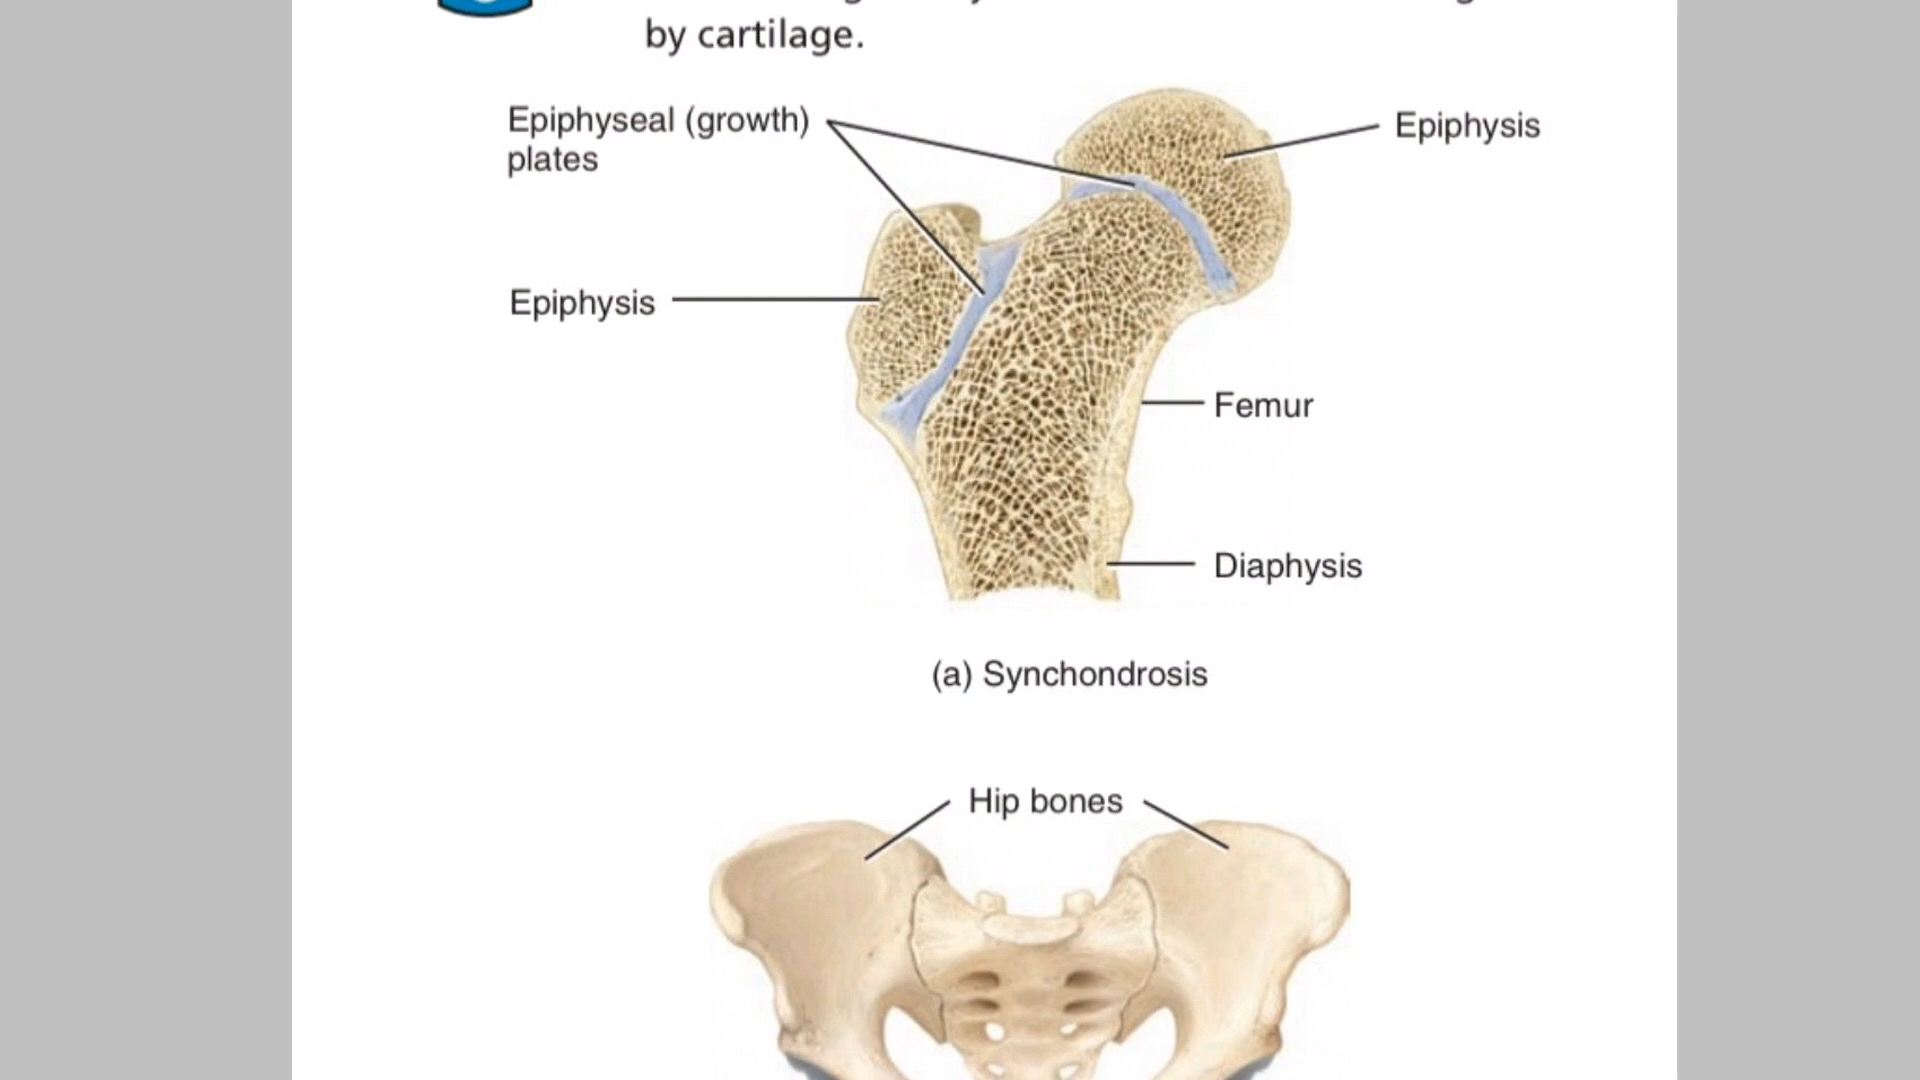 by cartilage.
Epiphyseal (growth)
plates
Epiphysis
Epiphysis
Femur
Diaphysis
(a) Synchondrosis
Hip bones